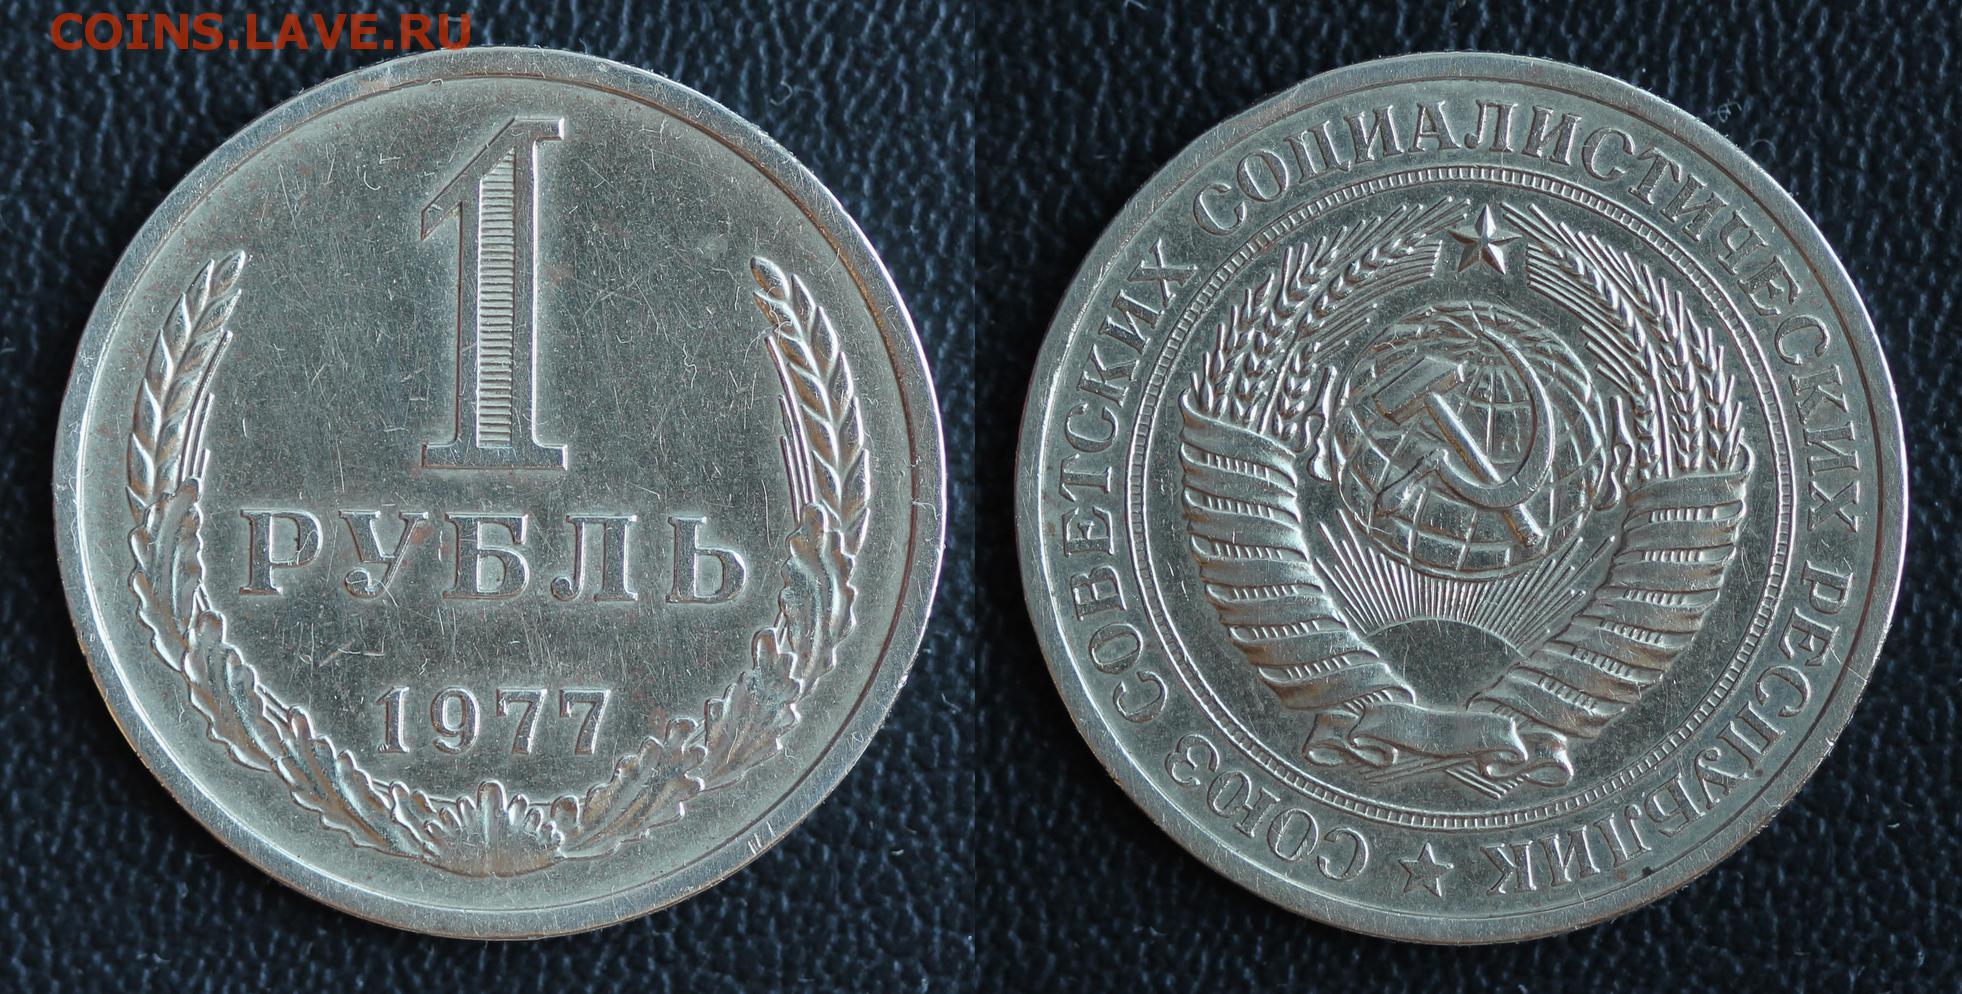 COINS.LAVE.RU
1
РУБЛЬ
1977
СОЮЗ СОВЕТСКИХ СОЦИАЛИСТИЧЕСКИХ РЕСПУБЛИК